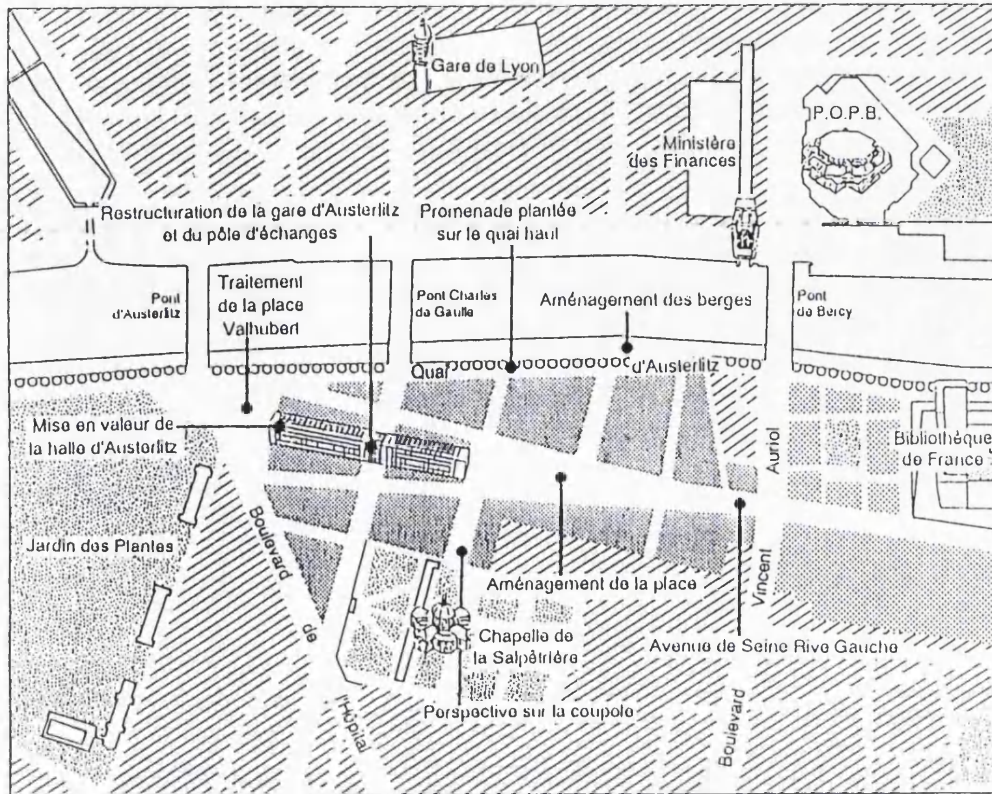 Gare de Lyon
P.O.P.B.
Ministère
des Finances
Restructuration de la gare d'Austerlitz
et du pôle d'échanges
Promenade plantée
sur le quai haut
Traitement
de la place
Valhubert
Pont
d'Austerlitz
Pont Charles
de Gaulle
Aménagement des berges
Pont
de Bercy
Quai
d'Austerlitz
Mise en valeur de
la halle d'Austerlitz
Auriol
Bibliothèque
de France
Jardin des Plantes
Boulevard
de
l'Hôpital
Aménagement de la place
Vincent
Chapelle de
la Salpêtrière
Avenue de Seine Rive Gauche
Perspective sur la coupole
Boulevard